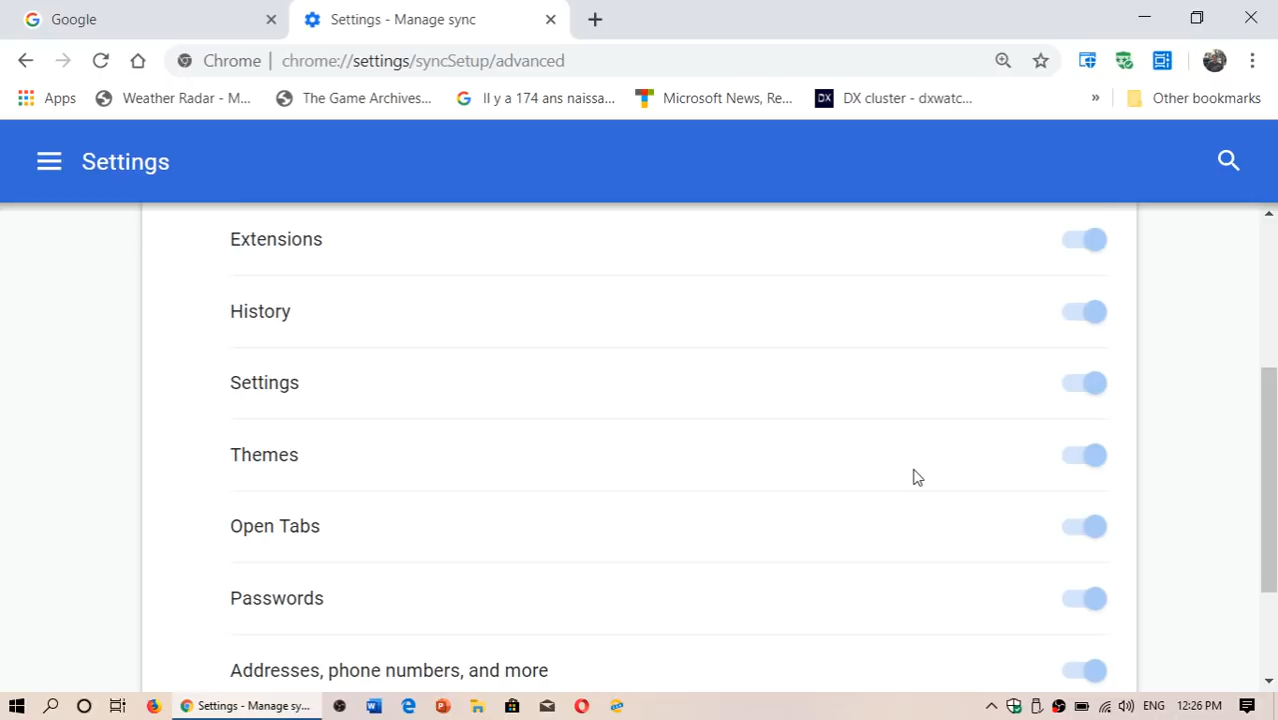 Google
Settings - Manage sync
Chrome | chrome://settings/syncSetup/advanced
Apps
Weather Radar - M...
The Game Archives...
Il y a 174 ans naissa...
Microsoft News, Re...
DX
DX cluster - dxwatc...
»
Other bookmarks
Settings
Extensions
History
Settings
Themes
Open Tabs
Passwords
Addresses, phone numbers, and more
Settings - Manage sy...
ENG
12:26 PM